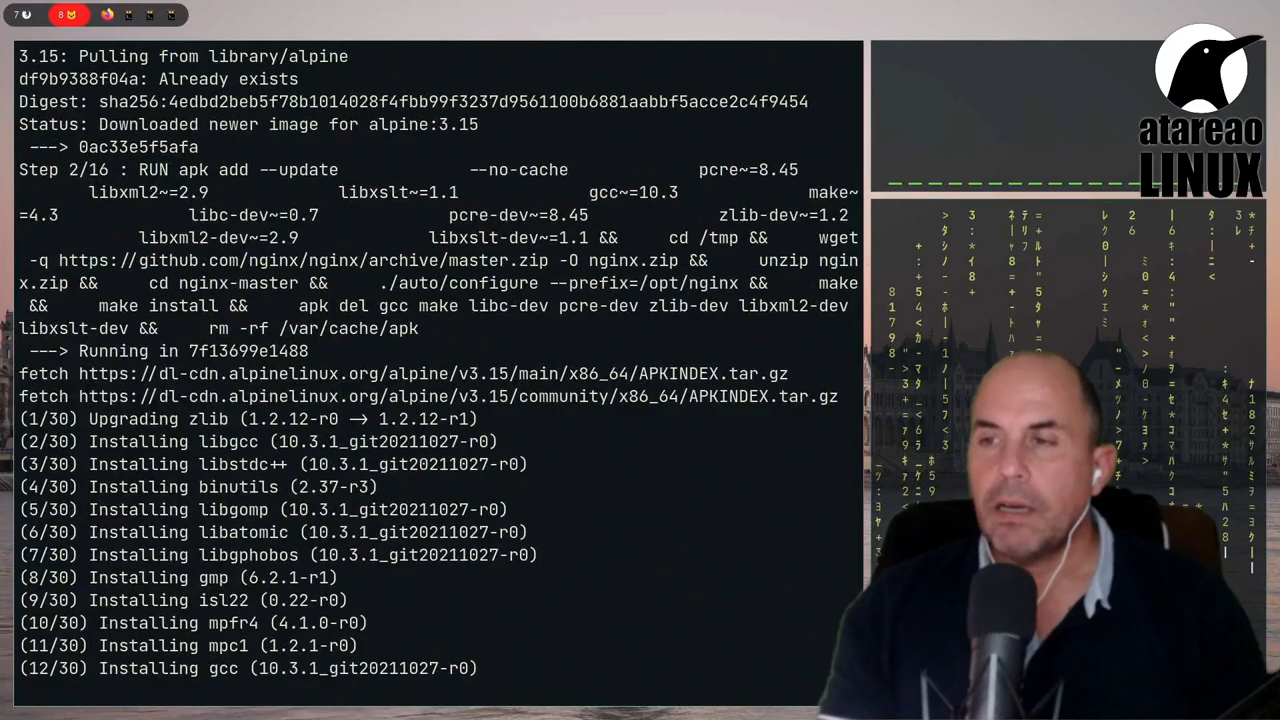 7 8
3.15: Pulling from library/alpine
df9b9388f04a: Already exists
Digest: sha256:4edbd2beb5f78b1014028f4fbb99f3237d9561100b6881aabbf5acce2c4f9454
Status: Downloaded newer image for alpine:3.15
---> 0ac33e5f5afa
Step 2/16 : RUN apk add --update --no-cache pcre~=8.45
libxml2~=2.9 libxslt~=1.1 gcc~=10.3 make~
=4.3 libc-dev~=0.7 pcre-dev~=8.45 zlib-dev~=1.2
libxml2-dev~=2.9 libxslt-dev~=1.1 && cd /tmp && wget
-q https://github.com/nginx/nginx/archive/master.zip -O nginx.zip && unzip ngin
x.zip && cd nginx-master && ./auto/configure --prefix=/opt/nginx && make
&& make install && apk del gcc make libc-dev pcre-dev zlib-dev libxml2-dev
libxslt-dev && rm -rf /var/cache/apk
---> Running in 7f13699e1488
fetch https://dl-cdn.alpinelinux.org/alpine/v3.15/main/x86_64/APKINDEX.tar.gz
fetch https://dl-cdn.alpinelinux.org/alpine/v3.15/community/x86_64/APKINDEX.tar.gz
(1/30) Upgrading zlib (1.2.12-r0 -> 1.2.12-r1)
(2/30) Installing libgcc (10.3.1_git20211027-r0)
(3/30) Installing libstdc++ (10.3.1_git20211027-r0)
(4/30) Installing binutils (2.37-r3)
(5/30) Installing libgomp (10.3.1_git20211027-r0)
(6/30) Installing libatomic (10.3.1_git20211027-r0)
(7/30) Installing libgphobos (10.3.1_git20211027-r0)
(8/30) Installing gmp (6.2.1-r1)
(9/30) Installing isl22 (0.22-r0)
(10/30) Installing mpfr4 (4.1.0-r0)
(11/30) Installing mpc1 (1.2.1-r0)
(12/30) Installing gcc (10.3.1_git20211027-r0)
atareao
LINUX